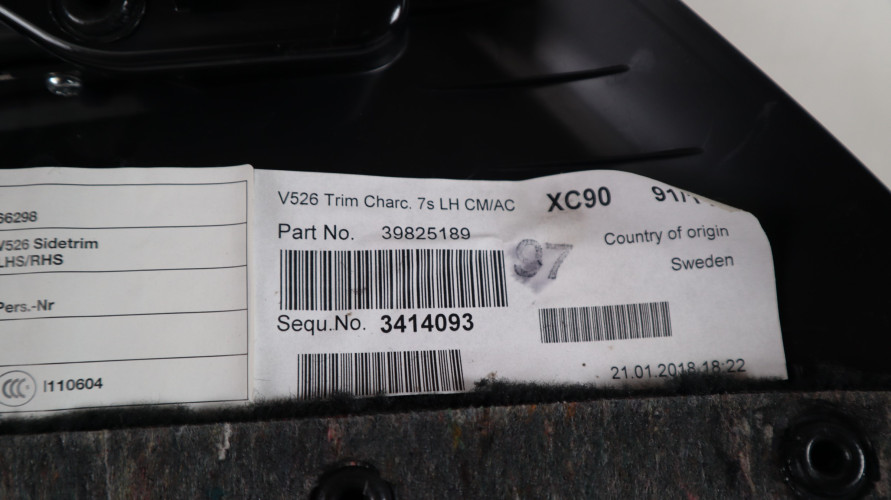 66298
V526 Sidetrim
LHS/RHS
Pers.-Nr
CCC I110604
V526 Trim Charc. 7s LH CM/AC
XC90
Part No. 39825189
97
Country of origin
Sweden
Sequ.No. 3414093
21.01.2018 18:22